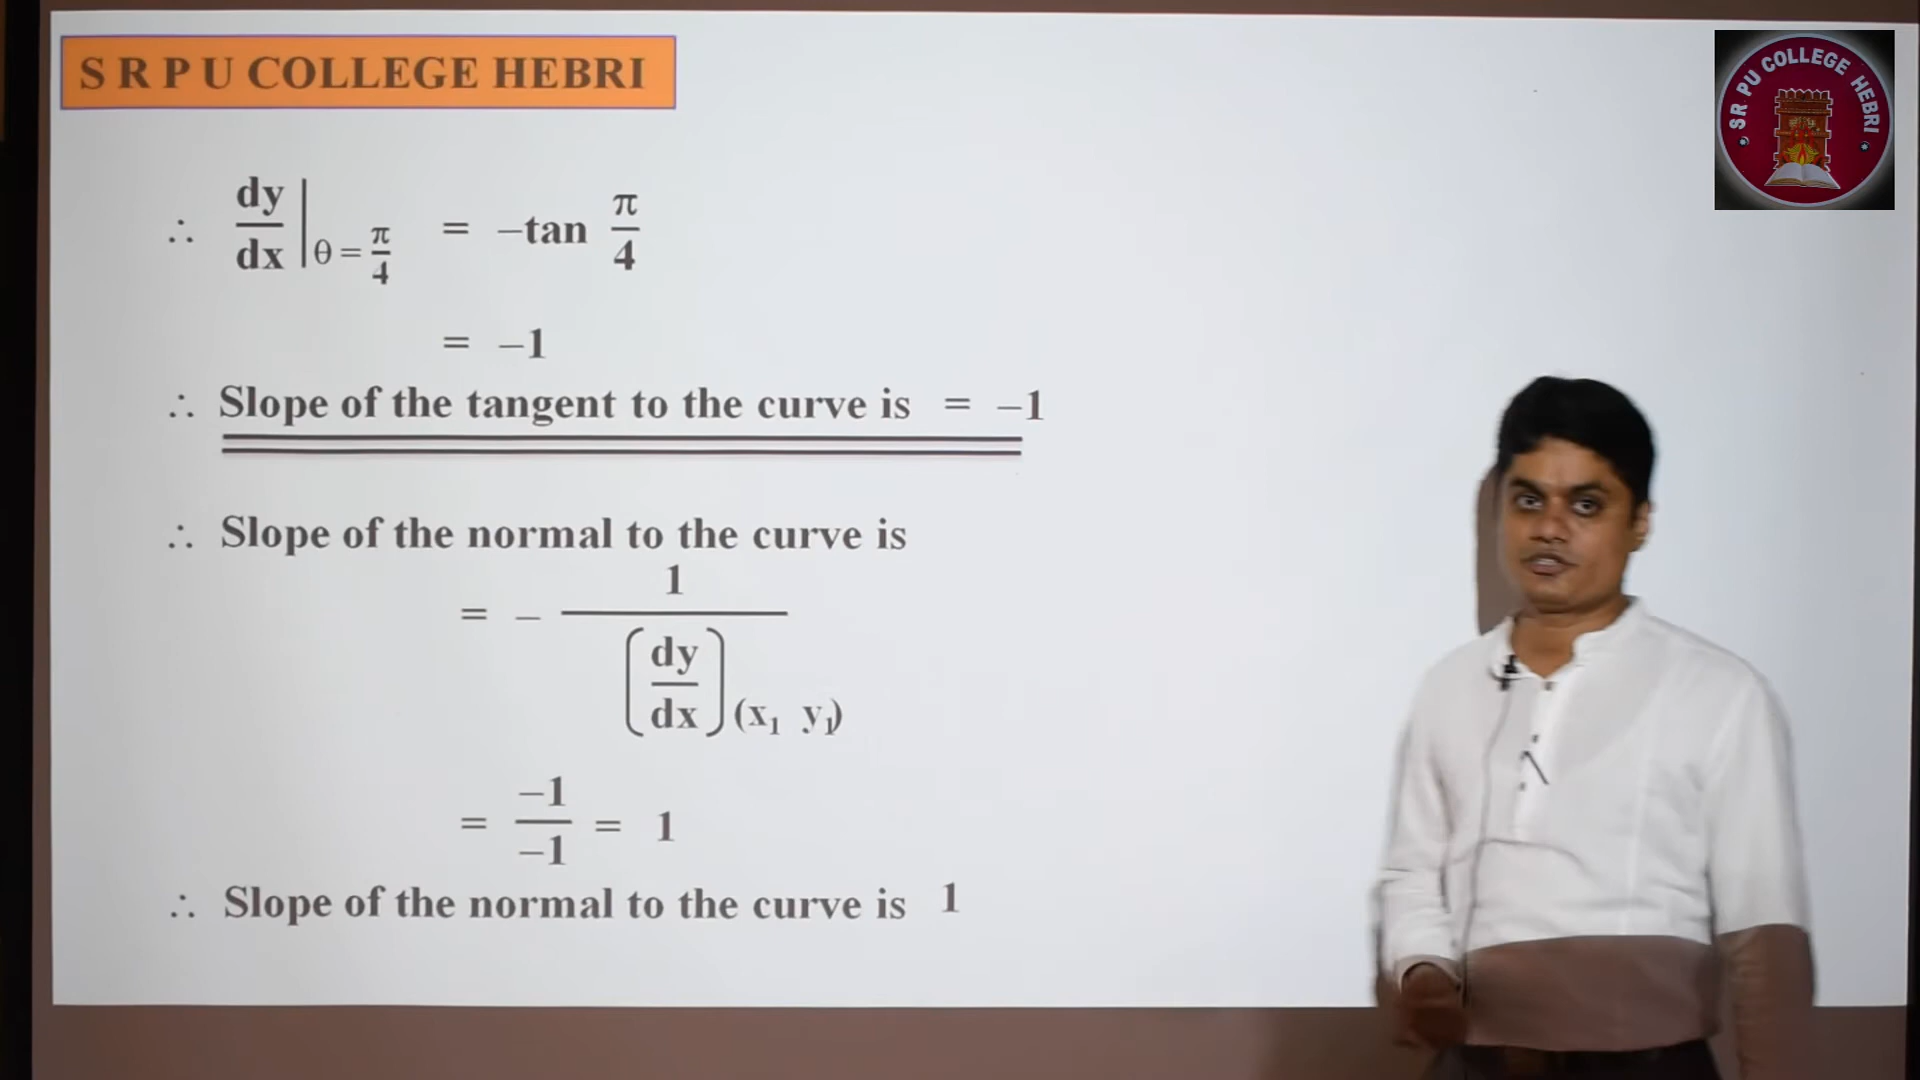 S R P U COLLEGE HEBRI
SR PU COLLEGE HEBRI
∴ dy/dx |θ = π/4 = –tan π/4
= –1
∴ Slope of the tangent to the curve is = –1
∴ Slope of the normal to the curve is
= – 1/(dy/dx)(x₁ y₁)
= –1/–1 = 1
∴ Slope of the normal to the curve is 1